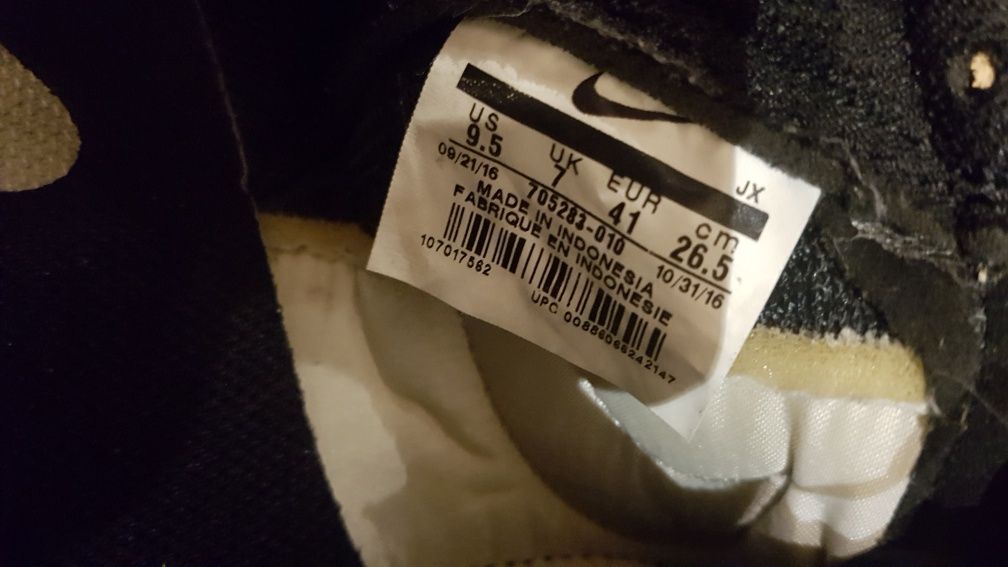 JX
US UK EUR cm
9.5 7 41 26.5
09/21/16 705283-010 10/31/16
MADE IN INDONESIA
FABRIQUE EN INDONESIE
107017562
UPC 00885066242147